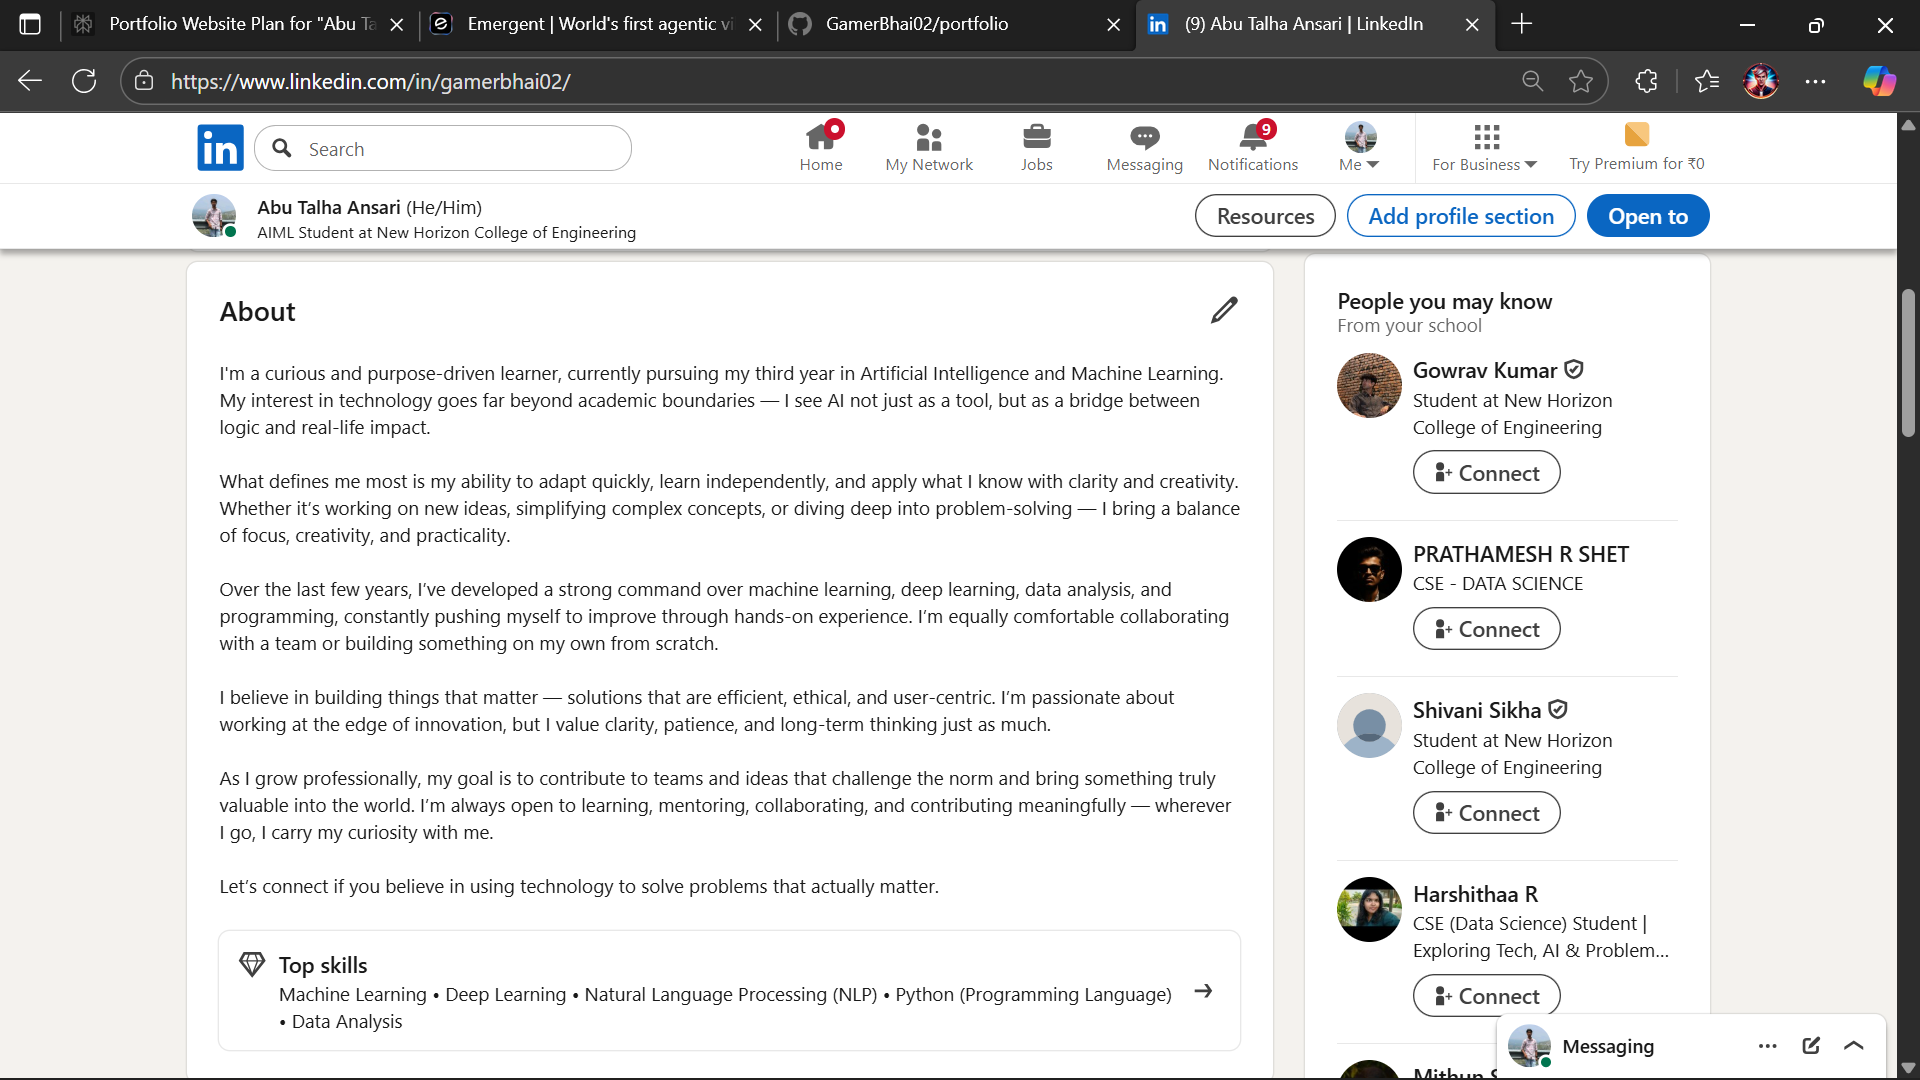 Portfolio Website Plan for "Abu Ta
Emergent | World's first agentic vi
GamerBhai02/portfolio
(9) Abu Talha Ansari | LinkedIn
https://www.linkedin.com/in/gamerbhai02/
in
Search
Home
My Network
Jobs
Messaging
9
Notifications
Me
For Business
Try Premium for ₹0
Abu Talha Ansari (He/Him)
AIML Student at New Horizon College of Engineering
Resources
Add profile section
Open to
About
I'm a curious and purpose-driven learner, currently pursuing my third year in Artificial Intelligence and Machine Learning.
My interest in technology goes far beyond academic boundaries — I see AI not just as a tool, but as a bridge between
logic and real-life impact.
What defines me most is my ability to adapt quickly, learn independently, and apply what I know with clarity and creativity.
Whether it’s working on new ideas, simplifying complex concepts, or diving deep into problem-solving — I bring a balance
of focus, creativity, and practicality.
Over the last few years, I’ve developed a strong command over machine learning, deep learning, data analysis, and
programming, constantly pushing myself to improve through hands-on experience. I’m equally comfortable collaborating
with a team or building something on my own from scratch.
I believe in building things that matter — solutions that are efficient, ethical, and user-centric. I’m passionate about
working at the edge of innovation, but I value clarity, patience, and long-term thinking just as much.
As I grow professionally, my goal is to contribute to teams and ideas that challenge the norm and bring something truly
valuable into the world. I’m always open to learning, mentoring, collaborating, and contributing meaningfully — wherever
I go, I carry my curiosity with me.
Let’s connect if you believe in using technology to solve problems that actually matter.
Top skills
Machine Learning • Deep Learning • Natural Language Processing (NLP) • Python (Programming Language)
• Data Analysis
People you may know
From your school
Gowrav Kumar
Student at New Horizon
College of Engineering
Connect
PRATHAMESH R SHET
CSE - DATA SCIENCE
Connect
Shivani Sikha
Student at New Horizon
College of Engineering
Connect
Harshithaa R
CSE (Data Science) Student |
Exploring Tech, AI & Problem...
Connect
Mithun S
Messaging